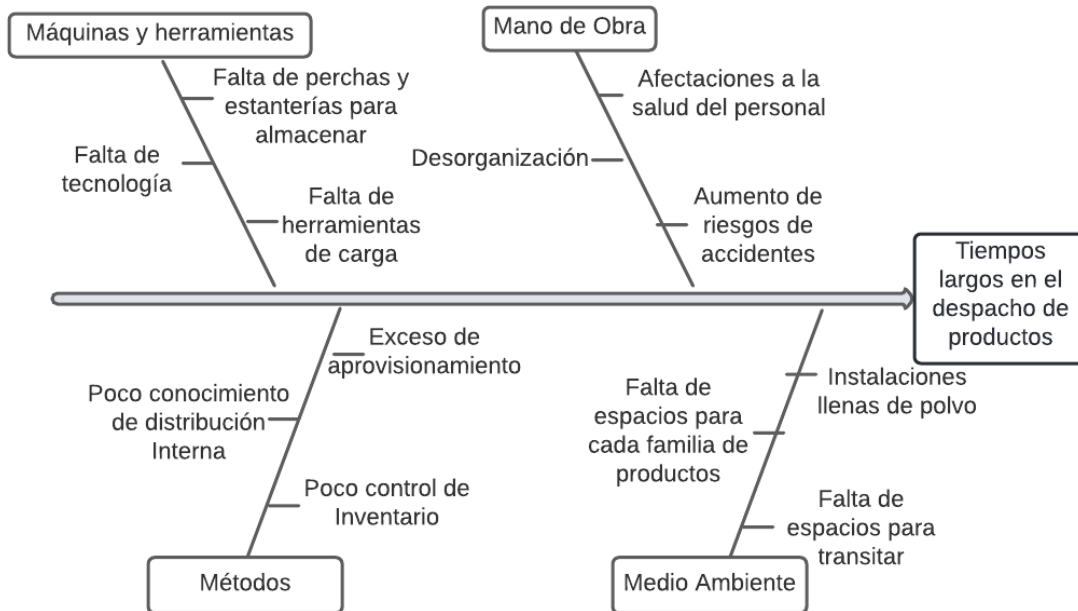 Máquinas y herramientas
Falta de perchas y
estanterías para
almacenar
Falta de
tecnología
Falta de
herramientas
de carga
Mano de Obra
Afectaciones a la
salud del personal
Desorganización
Aumento de
riesgos de
accidentes
Tiempos
largos en el
despacho de
productos
Exceso de
aprovisionamiento
Poco conocimiento
de distribución
Interna
Poco control de
Inventario
Métodos
Instalaciones
llenas de polvo
Falta de
espacios para
cada familia de
productos
Falta de
espacios para
transitar
Medio Ambiente